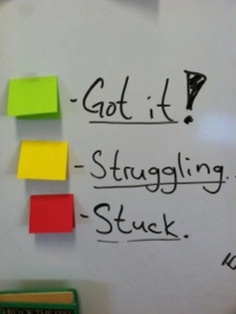 - Got it!
- Struggling.
- Stuck.